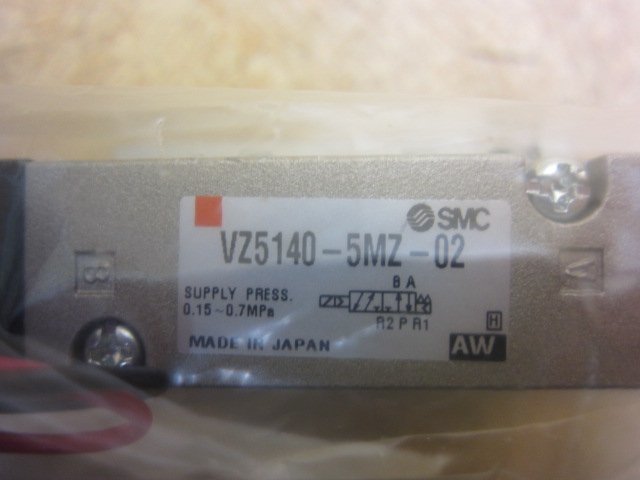 SMC
VZ5140-5MZ-02
B A
SUPPLY PRESS.
0.15~0.7MPa
R2 P R1
H
MADE IN JAPAN
AW
B
A